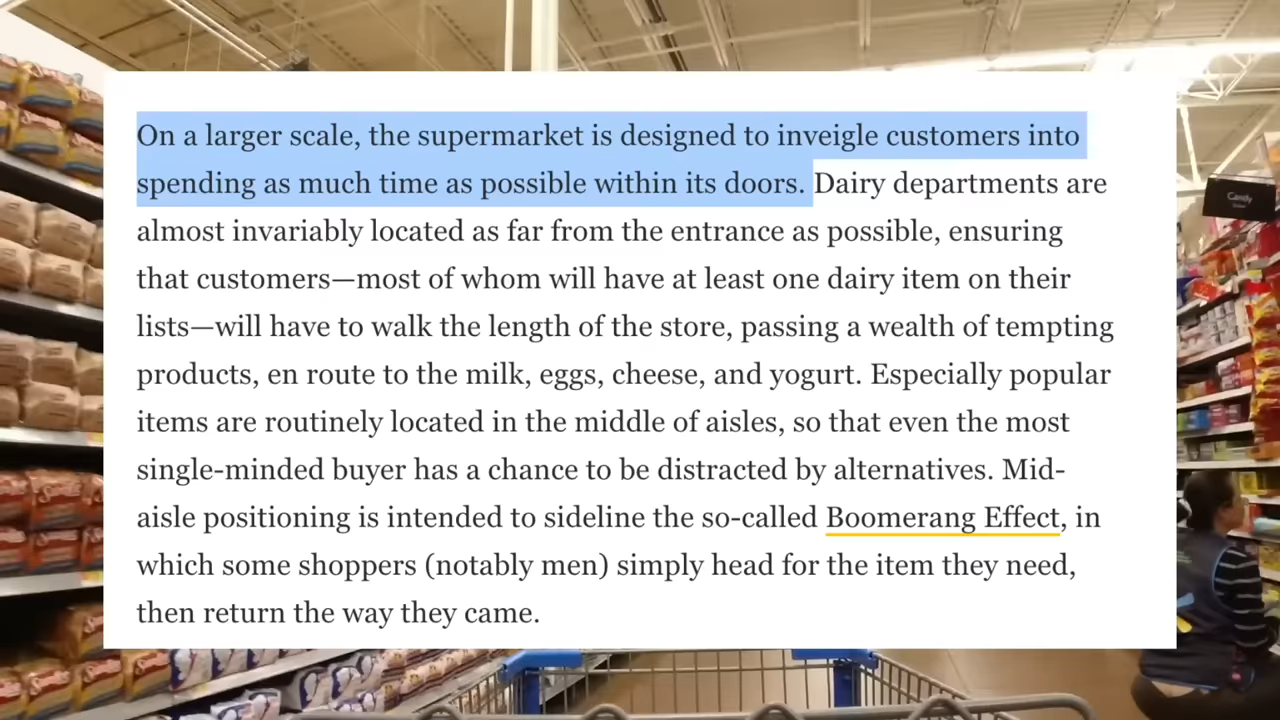 On a larger scale, the supermarket is designed to inveigle customers into
spending as much time as possible within its doors. Dairy departments are
almost invariably located as far from the entrance as possible, ensuring
that customers—most of whom will have at least one dairy item on their
lists—will have to walk the length of the store, passing a wealth of tempting
products, en route to the milk, eggs, cheese, and yogurt. Especially popular
items are routinely located in the middle of aisles, so that even the most
single-minded buyer has a chance to be distracted by alternatives. Mid-
aisle positioning is intended to sideline the so-called Boomerang Effect, in
which some shoppers (notably men) simply head for the item they need,
then return the way they came.
Candy